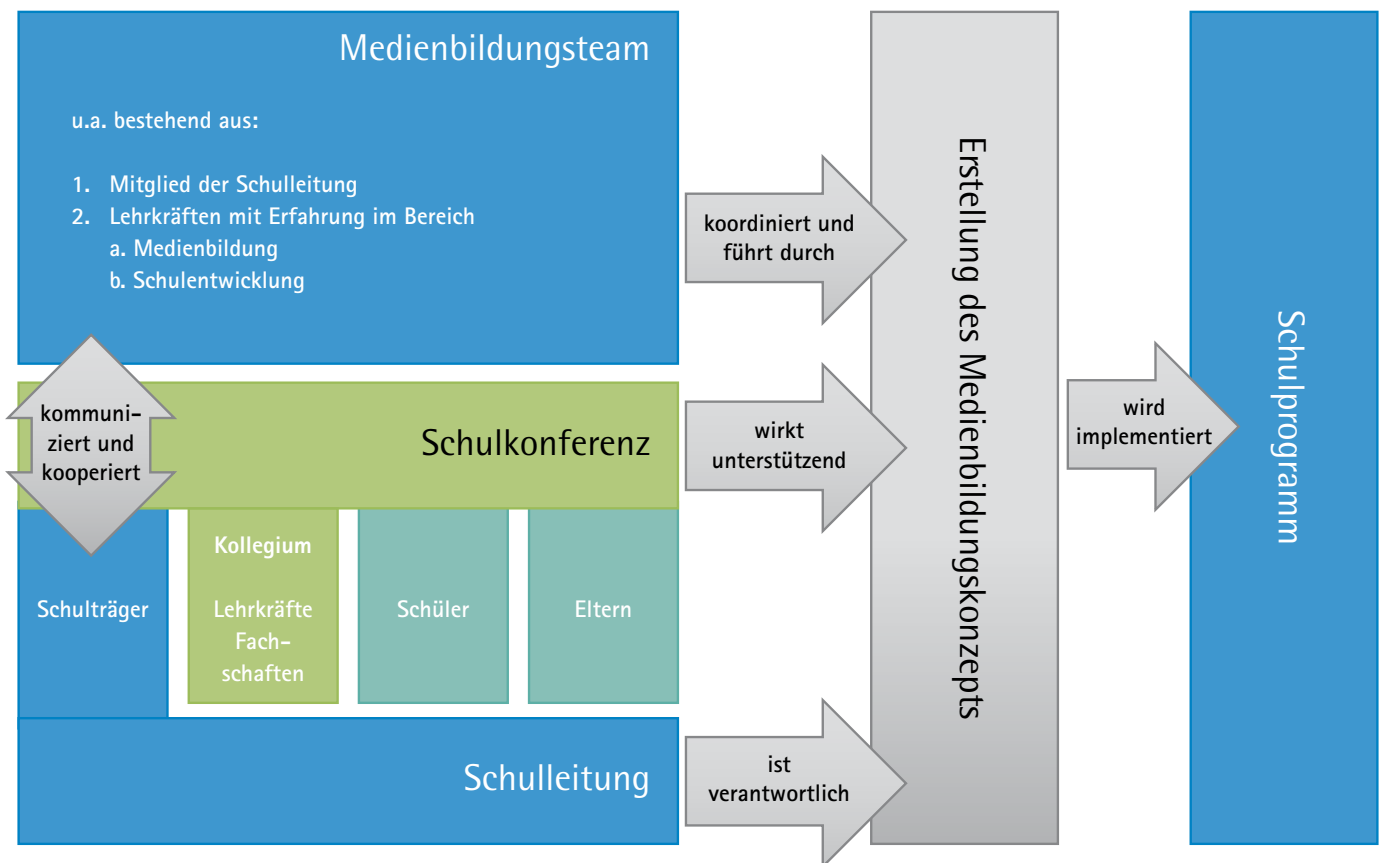 Medienbildungsteam
u.a. bestehend aus:
1. Mitglied der Schulleitung
2. Lehrkräften mit Erfahrung im Bereich
a. Medienbildung
b. Schulentwicklung
koordiniert und
führt durch
kommuni-
ziert und
kooperiert
Schulkonferenz
wirkt
unterstützend
Schulträger
Kollegium
Lehrkräfte
Fach-
schaften
Schüler
Eltern
Schulleitung
ist
verantwortlich
Erstellung des Medienbildungskonzepts
wird
implementiert
Schulprogramm